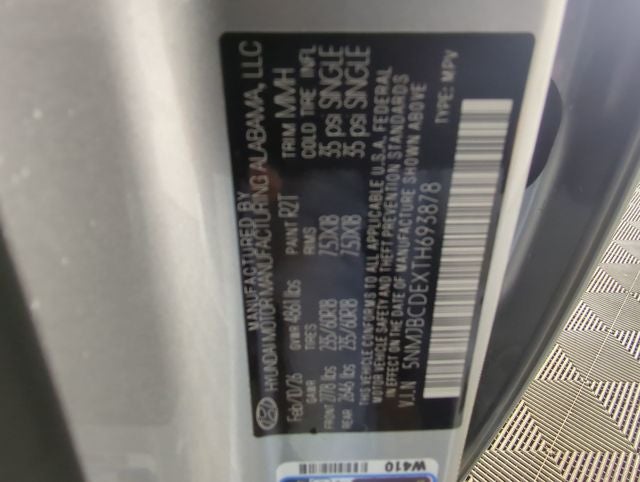 MANUFACTURED BY
HYUNDAI MOTOR MANUFACTURING ALABAMA, LLC
Feb/10/26 GVWR 4861 lbs PAINT R2T TRIM MMH
GAWR TIRES RIMS COLD TIRE INFL
FRONT 2778 lbs 235/60R18 7.5JX18 35 psi SINGLE
REAR 2646 lbs 235/60R18 7.5JX18 35 psi SINGLE
THIS VEHICLE CONFORMS TO ALL APPLICABLE U.S.A. FEDERAL
MOTOR VEHICLE SAFETY AND THEFT PREVENTION STANDARDS
IN EFFECT ON THE DATE OF MANUFACTURE SHOWN ABOVE
V.I.N 5NMJBCDEXTH693878 TYPE: MPV
W410